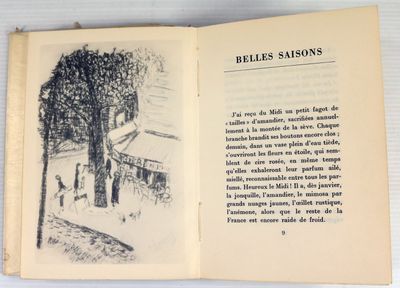 BELLES SAISONS
J'ai reçu du Midi un petit fagot de
« tailles » d'amandier, sacrifiées annuel-
lement à la montée de la sève. Chaque
branche brandit ses boutons encore clos ;
demain, dans un vase plein d'eau tiède,
s'ouvriront les fleurs en étoile, qui sem-
blent de cire rosée, en même temps
qu'elles exhaleront leur parfum ailé,
miellé, reconnaissable entre tous les par-
fums. Heureux le Midi ! Il a, dès janvier,
la jonquille, l'amandier, le mimosa par
grands nuages jaunes, l'œillet rustique,
l'anémone, alors que le reste de la
France est encore raide de froid.
9